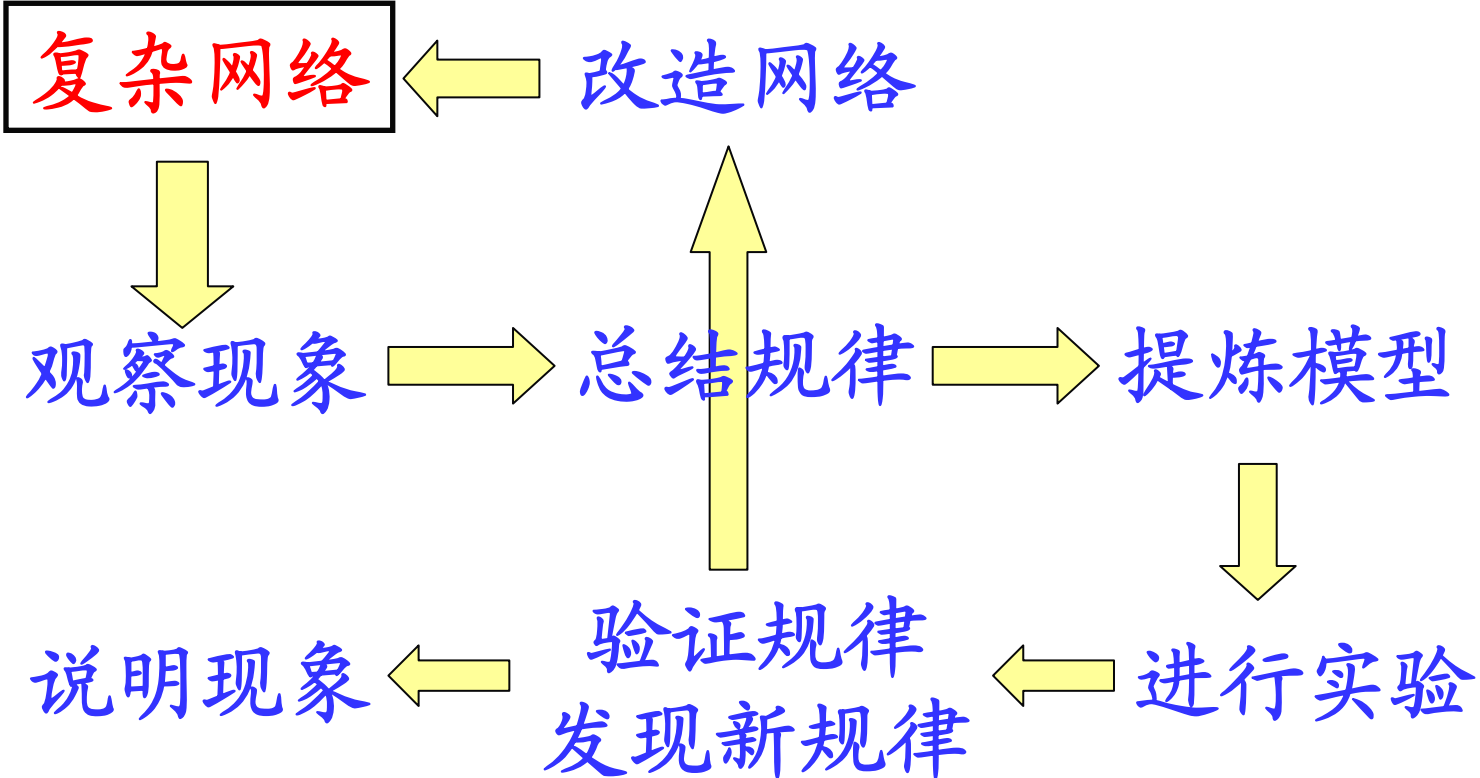 复杂网络
改造网络
观察现象
总结规律
提炼模型
说明现象
验证规律
发现新规律
进行实验